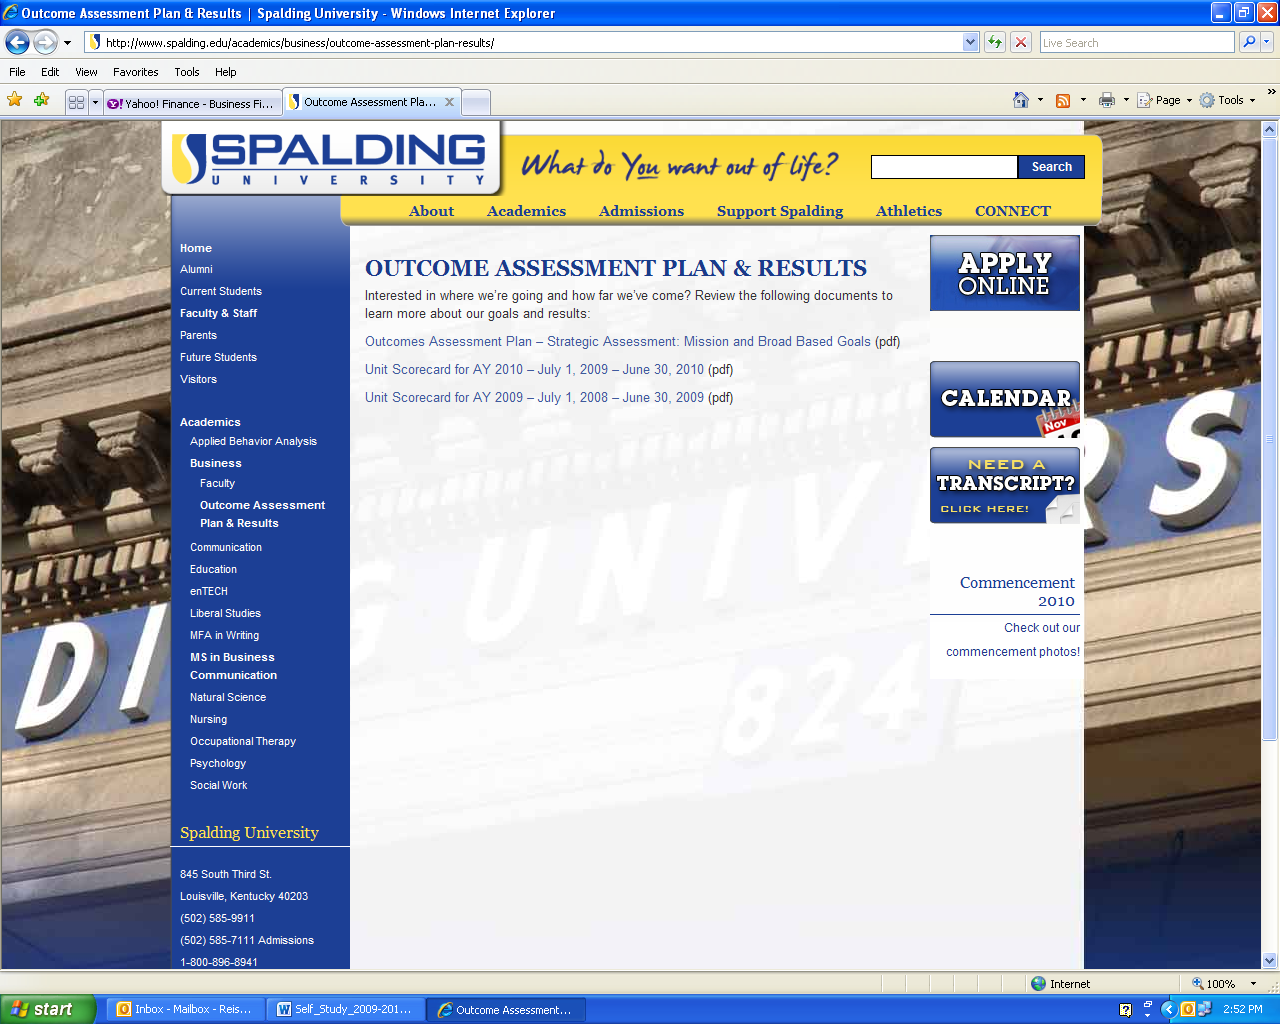 Outcome Assessment Plan & Results | Spalding University - Windows Internet Explorer
http://www.spalding.edu/academics/business/outcome-assessment-plan-results/
Live Search
File Edit View Favorites Tools Help
Yahoo! Finance - Business Fi...
Outcome Assessment Pla...
Page
Tools
SPALDING
UNIVERSITY
What do You want out of life?
Search
About Academics Admissions Support Spalding Athletics CONNECT
Home
Alumni
Current Students
Faculty & Staff
Parents
Future Students
Visitors
Academics
Applied Behavior Analysis
Business
Faculty
Outcome Assessment
Plan & Results
Communication
Education
enTECH
Liberal Studies
MFA in Writing
MS in Business
Communication
Natural Science
Nursing
Occupational Therapy
Psychology
Social Work
Spalding University
845 South Third St.
Louisville, Kentucky 40203
(502) 585-9911
(502) 585-7111 Admissions
1-800-896-8941
OUTCOME ASSESSMENT PLAN & RESULTS
Interested in where we're going and how far we've come? Review the following documents to
learn more about our goals and results:
Outcomes Assessment Plan – Strategic Assessment: Mission and Broad Based Goals (pdf)
Unit Scorecard for AY 2010 – July 1, 2009 – June 30, 2010 (pdf)
Unit Scorecard for AY 2009 – July 1, 2008 – June 30, 2009 (pdf)
APPLY
ONLINE
CALENDAR
Nov
NEED A
TRANSCRIPT?
CLICK HERE!
Commencement
2010
Check out our
commencement photos!
DI
G UNIVE
RS
824
Internet
100%
start
Inbox - Mailbox - Reis...
Self_Study_2009-201...
Outcome Assessment...
2:52 PM